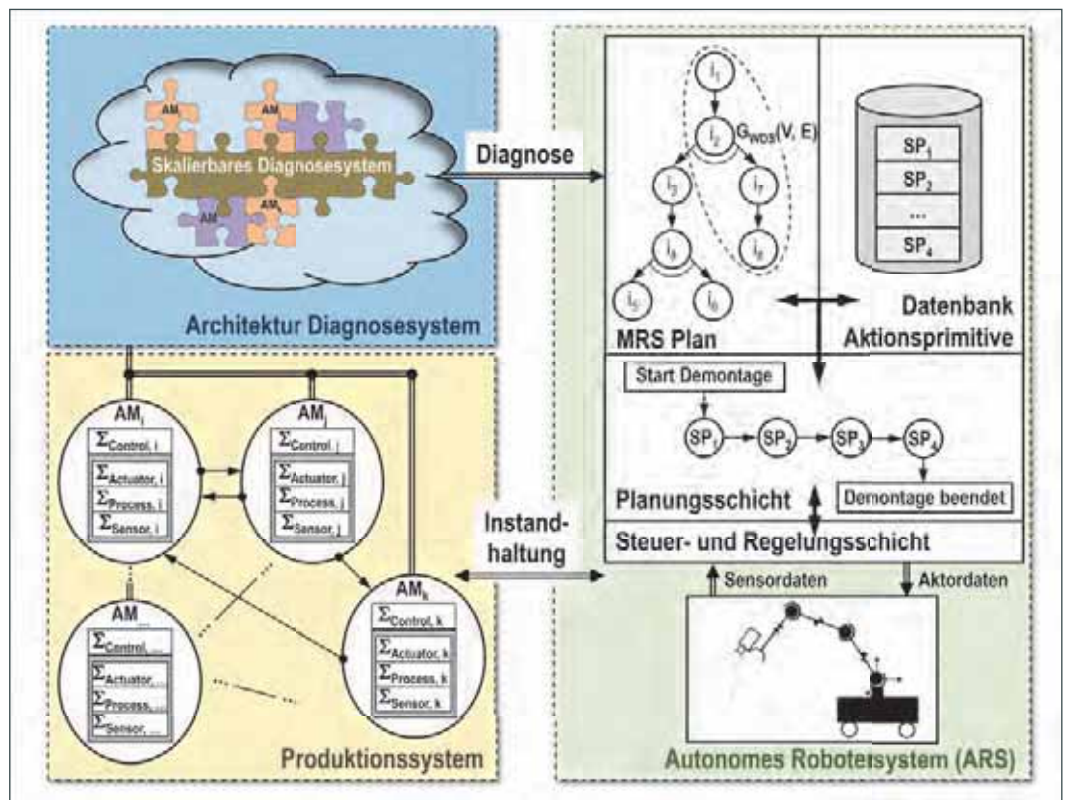 AM
AM
Skalierbares Diagnosesystem
AM
AM
Architektur Diagnosesystem
Diagnose
i1
i2
GWDS(V, E)
i3
i7
i4
i8
i5
i6
MRS Plan
SP1
SP2
...
SP4
Datenbank
Aktionsprimitive
Start Demontage
SP1
SP2
SP3
SP4
Demontage beendet
Planungsschicht
Steuer- und Regelungsschicht
Sensordaten
Aktordaten
Autonomes Robotersystem (ARS)
Instand-
haltung
AMi
ΣControl, i
ΣActuator, i
ΣProcess, i
ΣSensor, i
AMj
ΣControl, j
ΣActuator, j
ΣProcess, j
ΣSensor, j
AMk
ΣControl, k
ΣActuator, k
ΣProcess, k
ΣSensor, k
AM...
ΣControl, ...
ΣActuator, ...
ΣProcess, ...
ΣSensor, ...
Produktionssystem